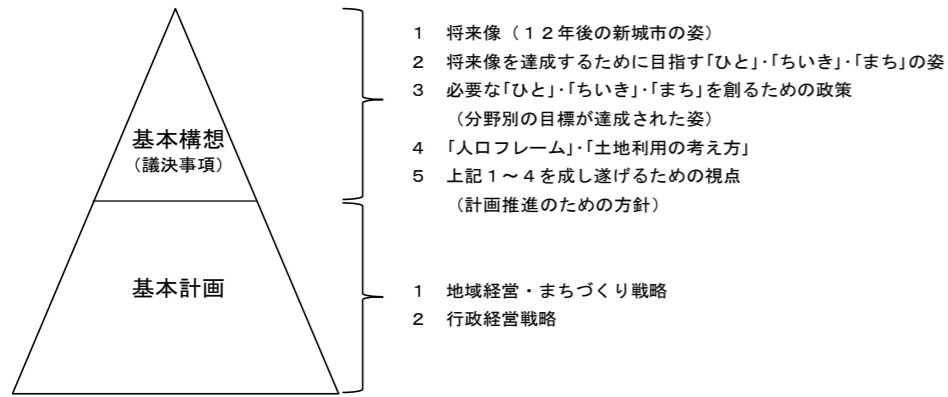 基本構想
（議決事項）
1 将来像（12年後の新城市の姿）
2 将来像を達成するために目指す「ひと」・「ちいき」・「まち」の姿
3 必要な「ひと」・「ちいき」・「まち」を創るための政策
（分野別の目標が達成された姿）
4 「人口フレーム」・「土地利用の考え方」
5 上記1～4を成し遂げるための視点
（計画推進のための方針）
基本計画
1 地域経営・まちづくり戦略
2 行政経営戦略